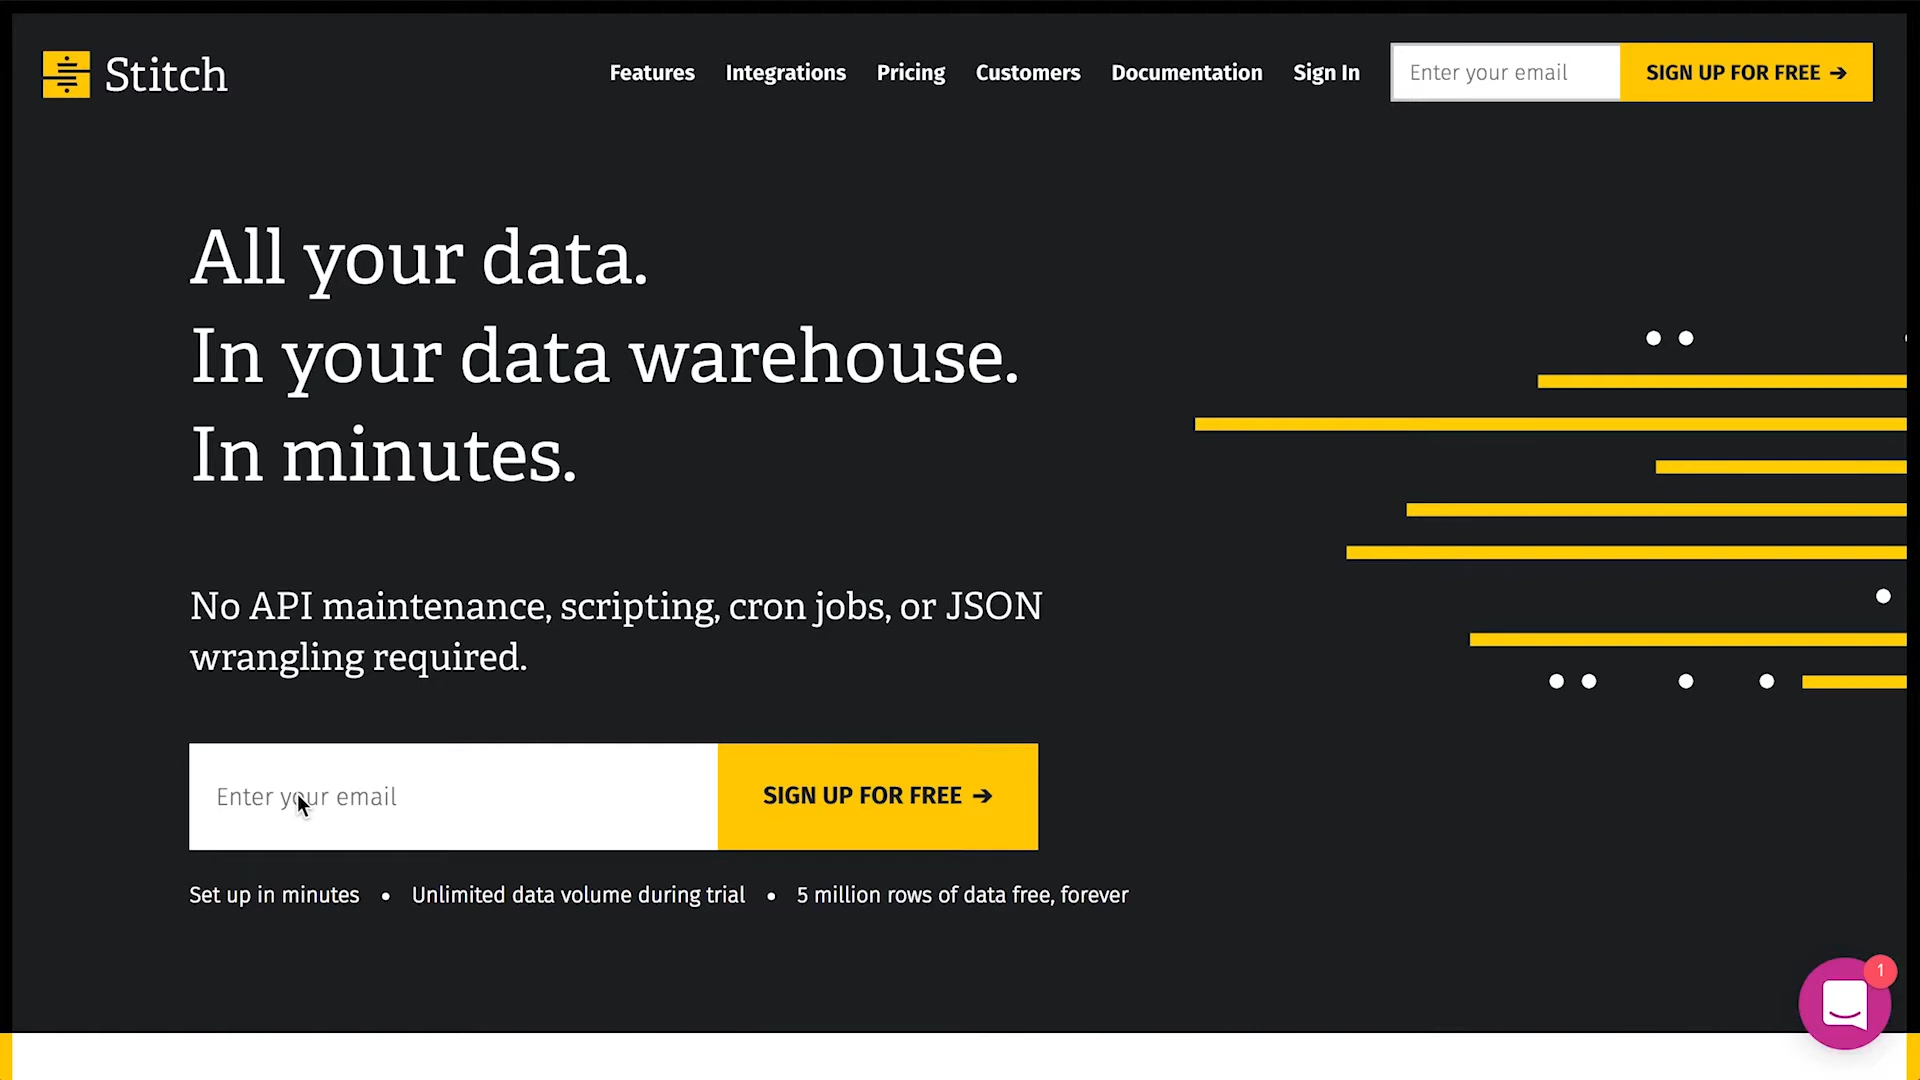 Stitch
Features Integrations Pricing Customers Documentation Sign In Enter your email SIGN UP FOR FREE →
All your data.
In your data warehouse.
In minutes.
No API maintenance, scripting, cron jobs, or JSON
wrangling required.
Enter your email SIGN UP FOR FREE →
Set up in minutes • Unlimited data volume during trial • 5 million rows of data free, forever
1